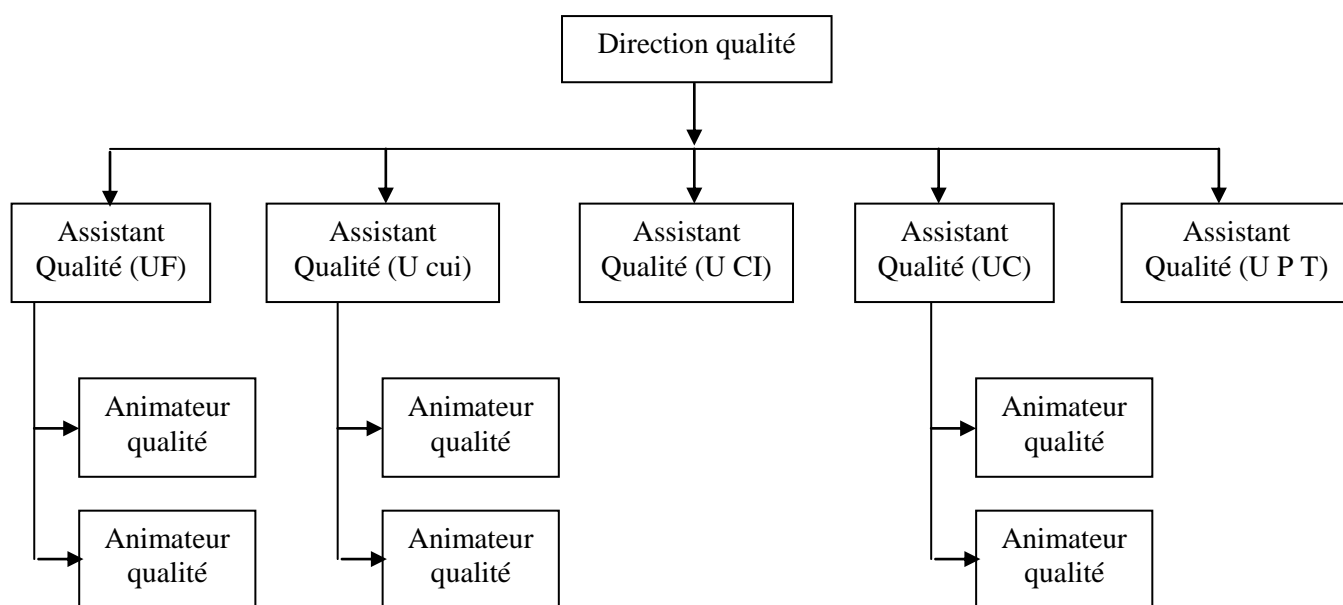 Direction qualité
Assistant
Qualité (UF)
Assistant
Qualité (U cui)
Assistant
Qualité (U CI)
Assistant
Qualité (UC)
Assistant
Qualité (U P T)
Animateur
qualité
Animateur
qualité
Animateur
qualité
Animateur
qualité
Animateur
qualité
Animateur
qualité